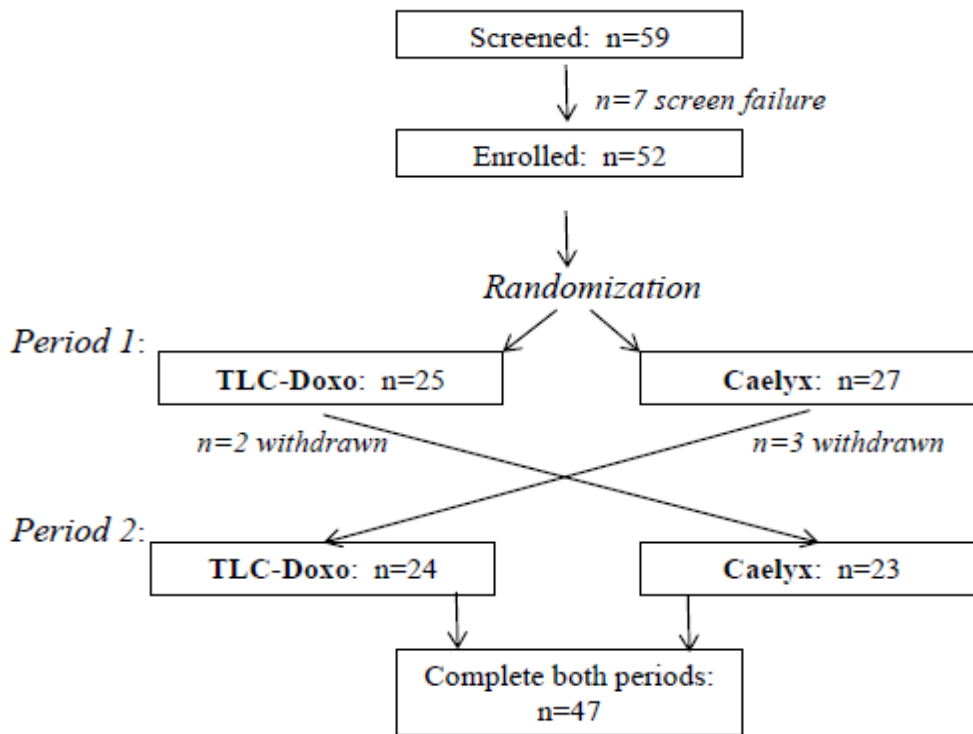 Screened: n=59
n=7 screen failure
Enrolled: n=52
Randomization
Period 1:
TLC-Doxo: n=25
Caelyx: n=27
n=2 withdrawn
n=3 withdrawn
Period 2:
TLC-Doxo: n=24
Caelyx: n=23
Complete both periods:
n=47